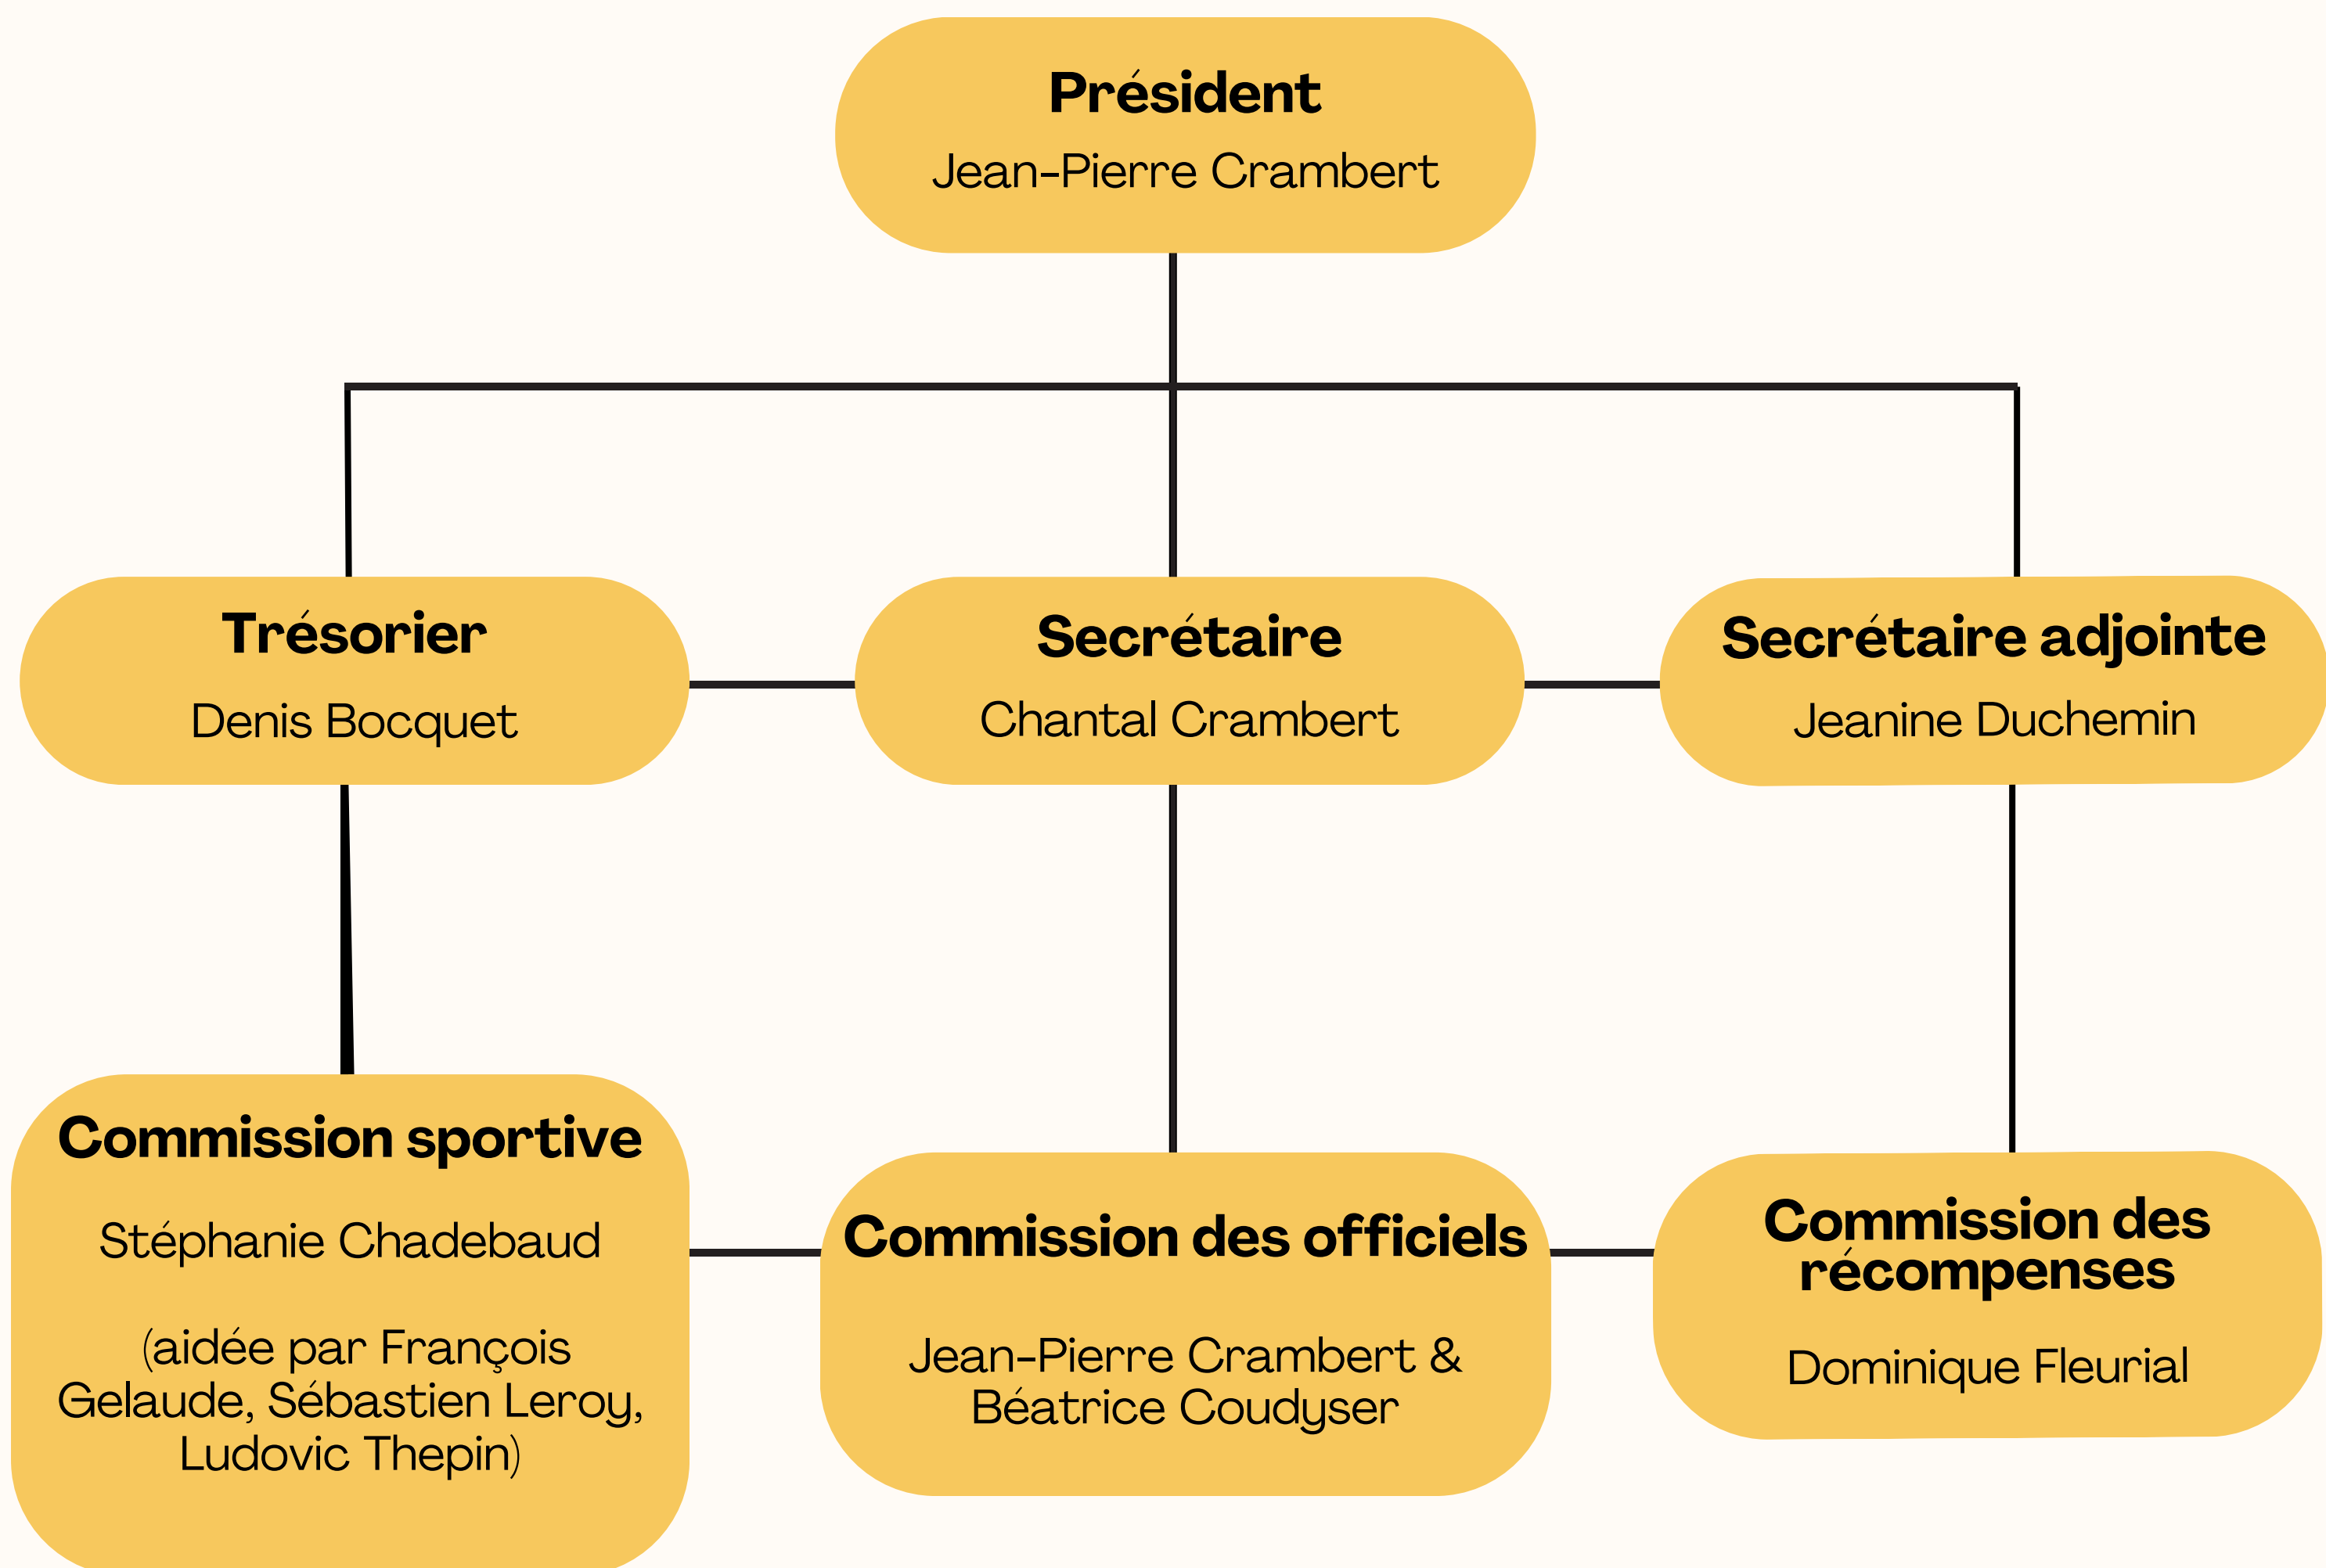 Président
Jean-Pierre Crambert
Trésorier
Denis Bocquet
Secrétaire
Chantal Crambert
Secrétaire adjointe
Jeanine Duchemin
Commission sportive
Stéphanie Chadebaud
(aidée par François
Gelaude, Sébastien Leroy,
Ludovic Thepin)
Commission des officiels
Jean-Pierre Crambert &
Béatrice Coudyser
Commission des
récompenses
Dominique Fleurial